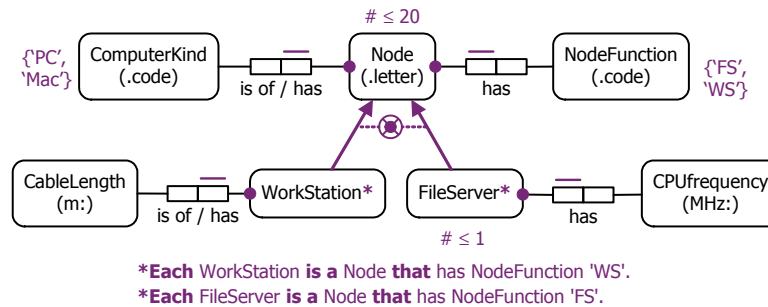 # ≤ 20
{'PC',
'Mac'}
ComputerKind
(.code)
is of / has
Node
(.letter)
has
NodeFunction
(.code)
{'FS',
'WS'}
CableLength
(m:)
is of / has
WorkStation*
FileServer*
# ≤ 1
has
CPUfrequency
(MHz:)
*Each WorkStation is a Node that has NodeFunction 'WS'.
*Each FileServer is a Node that has NodeFunction 'FS'.